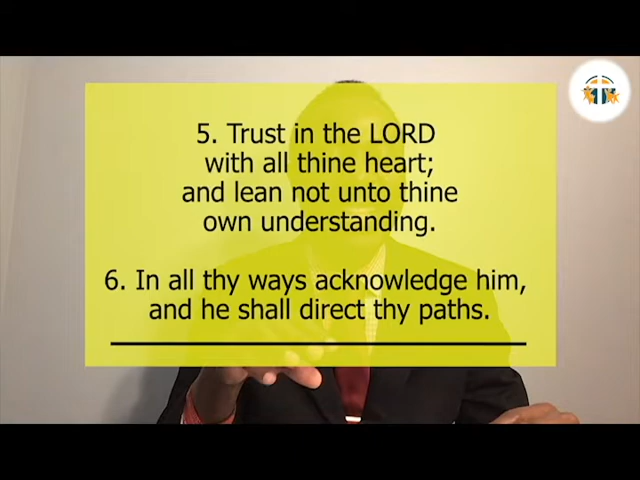 5. Trust in the LORD
with all thine heart;
and lean not unto thine
own understanding.
6. In all thy ways acknowledge him,
and he shall direct thy paths.